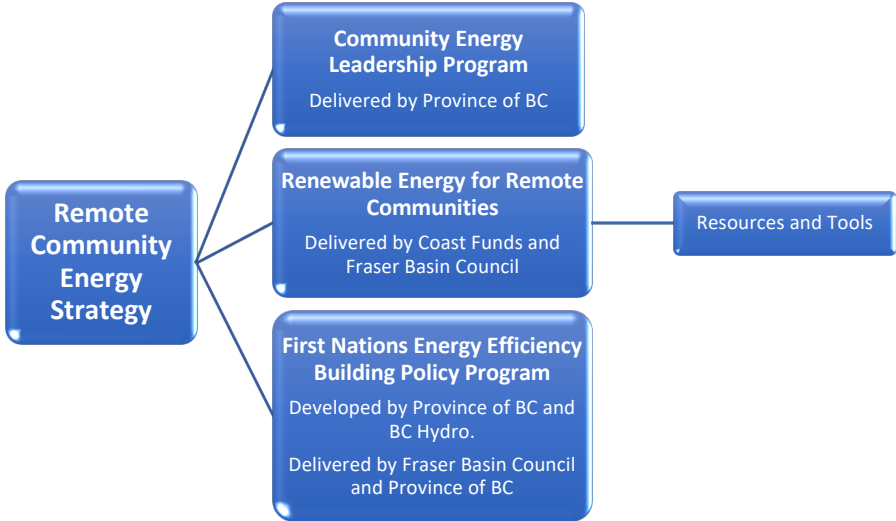 Remote
Community
Energy
Strategy
Community Energy
Leadership Program
Delivered by Province of BC
Renewable Energy for Remote
Communities
Delivered by Coast Funds and
Fraser Basin Council
Resources and Tools
First Nations Energy Efficiency
Building Policy Program
Developed by Province of BC and
BC Hydro.
Delivered by Fraser Basin Council
and Province of BC